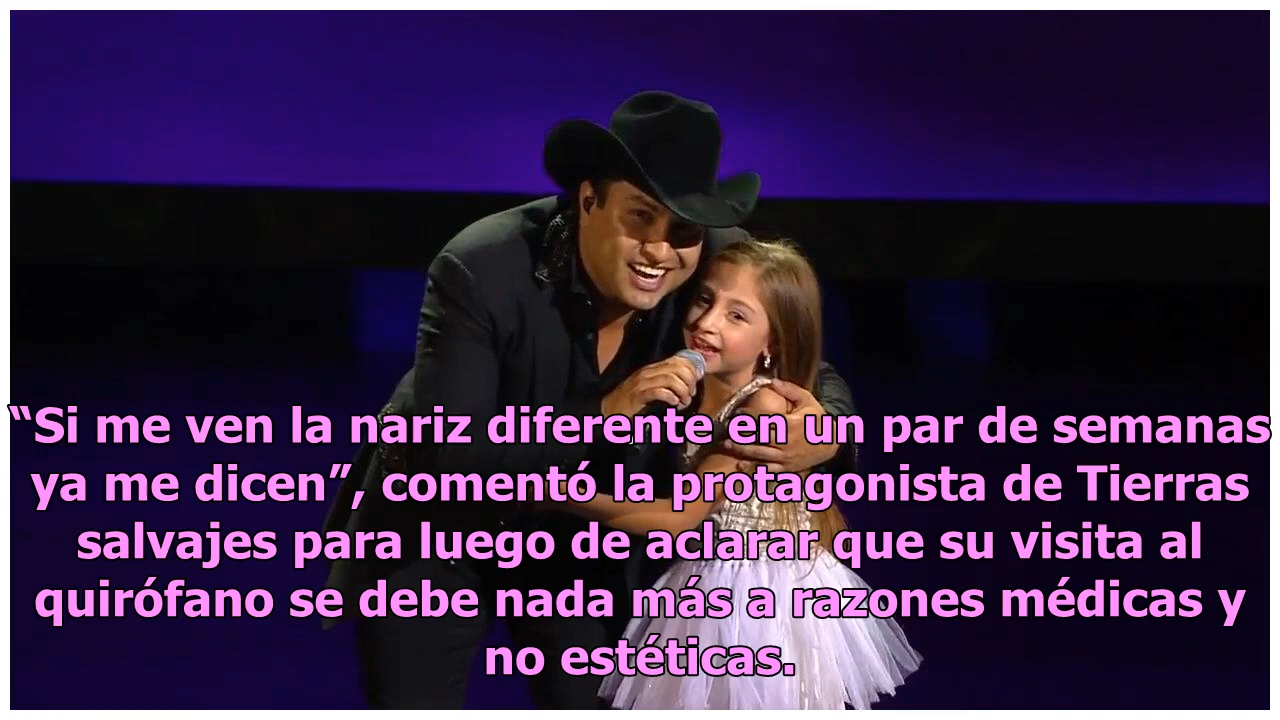 “Si me ven la nariz diferente en un par de semanas
ya me dicen”, comentó la protagonista de Tierras
salvajes para luego de aclarar que su visita al
quirófano se debe nada más a razones médicas y
no estéticas.